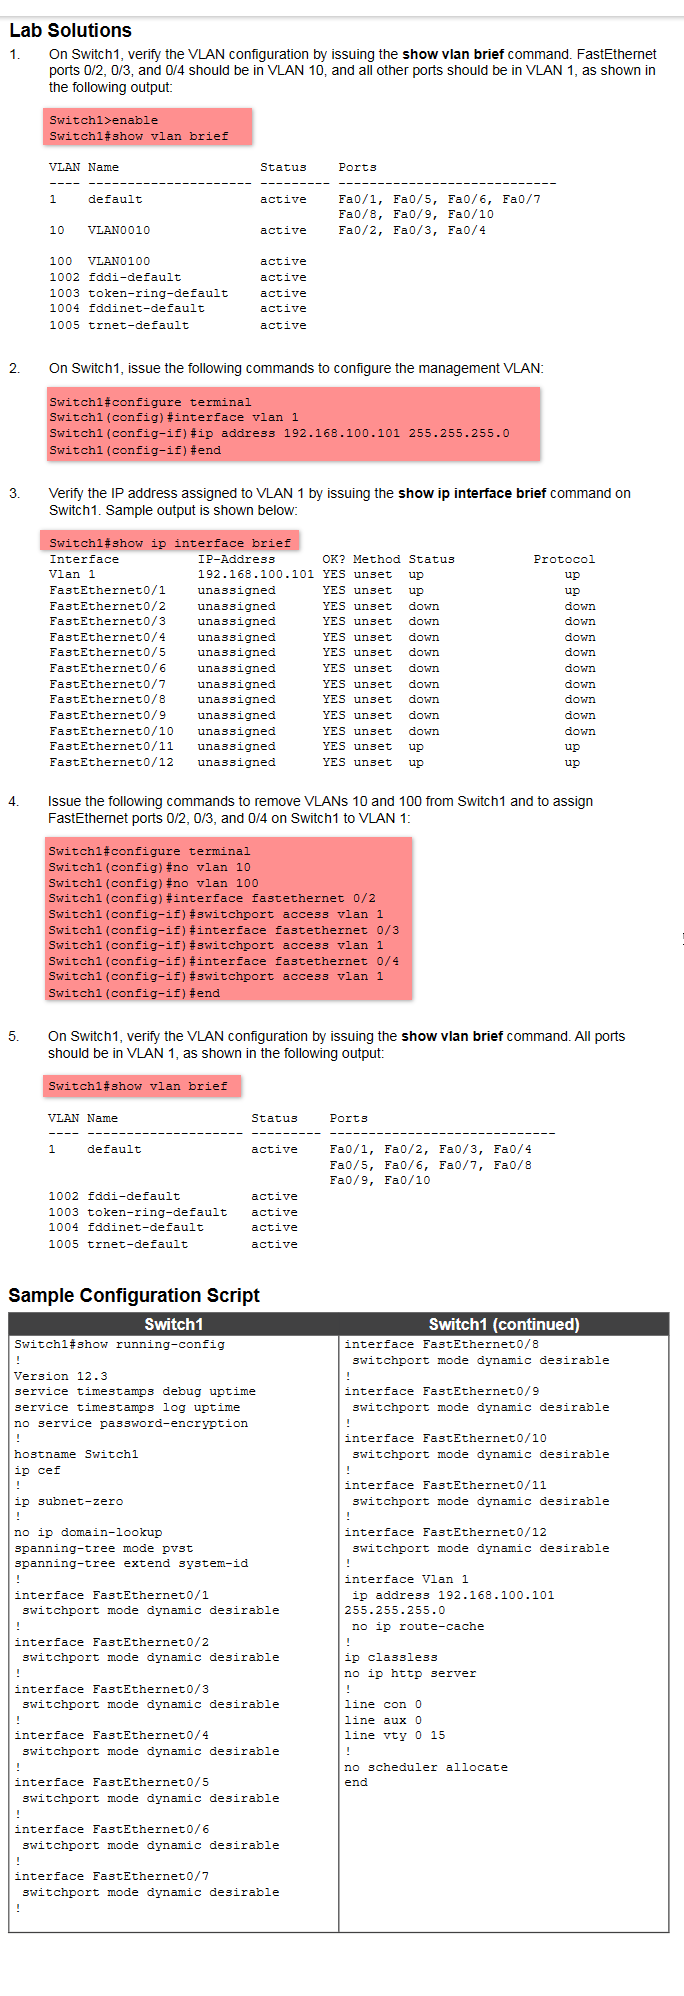 Lab Solutions
1. On Switch1, verify the VLAN configuration by issuing the show vlan brief command. FastEthernet
ports 0/2, 0/3, and 0/4 should be in VLAN 10, and all other ports should be in VLAN 1, as shown in
the following output:
Switch1>enable
Switch1#show vlan brief
VLAN Name Status Ports
---- --------------------- --------- ----------------------------
1 default active Fa0/1, Fa0/5, Fa0/6, Fa0/7
Fa0/8, Fa0/9, Fa0/10
10 VLAN0010 active Fa0/2, Fa0/3, Fa0/4
100 VLAN0100 active
1002 fddi-default active
1003 token-ring-default active
1004 fddinet-default active
1005 trnet-default active
2. On Switch1, issue the following commands to configure the management VLAN:
Switch1#configure terminal
Switch1(config)#interface vlan 1
Switch1(config-if)#ip address 192.168.100.101 255.255.255.0
Switch1(config-if)#end
3. Verify the IP address assigned to VLAN 1 by issuing the show ip interface brief command on
Switch1. Sample output is shown below:
Switch1#show ip interface brief
Interface IP-Address OK? Method Status Protocol
Vlan 1 192.168.100.101 YES unset up up
FastEthernet0/1 unassigned YES unset up up
FastEthernet0/2 unassigned YES unset down down
FastEthernet0/3 unassigned YES unset down down
FastEthernet0/4 unassigned YES unset down down
FastEthernet0/5 unassigned YES unset down down
FastEthernet0/6 unassigned YES unset down down
FastEthernet0/7 unassigned YES unset down down
FastEthernet0/8 unassigned YES unset down down
FastEthernet0/9 unassigned YES unset down down
FastEthernet0/10 unassigned YES unset down down
FastEthernet0/11 unassigned YES unset up up
FastEthernet0/12 unassigned YES unset up up
4. Issue the following commands to remove VLANs 10 and 100 from Switch1 and to assign
FastEthernet ports 0/2, 0/3, and 0/4 on Switch1 to VLAN 1:
Switch1#configure terminal
Switch1(config)#no vlan 10
Switch1(config)#no vlan 100
Switch1(config)#interface fastethernet 0/2
Switch1(config-if)#switchport access vlan 1
Switch1(config-if)#interface fastethernet 0/3
Switch1(config-if)#switchport access vlan 1
Switch1(config-if)#interface fastethernet 0/4
Switch1(config-if)#switchport access vlan 1
Switch1(config-if)#end
5. On Switch1, verify the VLAN configuration by issuing the show vlan brief command. All ports
should be in VLAN 1, as shown in the following output:
Switch1#show vlan brief
VLAN Name Status Ports
---- -------------------- --------- -----------------------------
1 default active Fa0/1, Fa0/2, Fa0/3, Fa0/4
Fa0/5, Fa0/6, Fa0/7, Fa0/8
Fa0/9, Fa0/10
1002 fddi-default active
1003 token-ring-default active
1004 fddinet-default active
1005 trnet-default active
Sample Configuration Script
Switch1
Switch1#show running-config
!
Version 12.3
service timestamps debug uptime
service timestamps log uptime
no service password-encryption
!
hostname Switch1
ip cef
!
ip subnet-zero
!
no ip domain-lookup
spanning-tree mode pvst
spanning-tree extend system-id
!
interface FastEthernet0/1
switchport mode dynamic desirable
!
interface FastEthernet0/2
switchport mode dynamic desirable
!
interface FastEthernet0/3
switchport mode dynamic desirable
!
interface FastEthernet0/4
switchport mode dynamic desirable
!
interface FastEthernet0/5
switchport mode dynamic desirable
!
interface FastEthernet0/6
switchport mode dynamic desirable
!
interface FastEthernet0/7
switchport mode dynamic desirable
!
Switch1 (continued)
interface FastEthernet0/8
switchport mode dynamic desirable
!
interface FastEthernet0/9
switchport mode dynamic desirable
!
interface FastEthernet0/10
switchport mode dynamic desirable
!
interface FastEthernet0/11
switchport mode dynamic desirable
!
interface FastEthernet0/12
switchport mode dynamic desirable
!
interface Vlan 1
ip address 192.168.100.101
255.255.255.0
no ip route-cache
!
ip classless
no ip http server
!
line con 0
line aux 0
line vty 0 15
!
no scheduler allocate
end